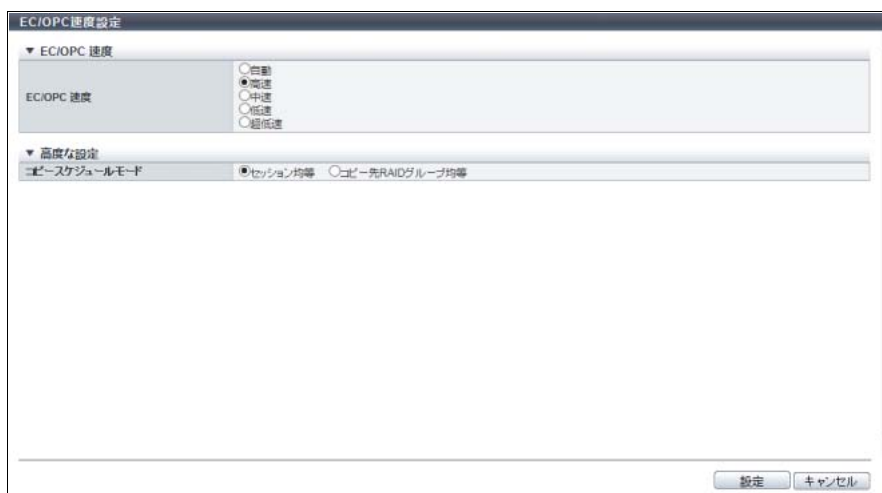 EC/OPC速度設定
▼ EC/OPC 速度
EC/OPC 速度
自動
高速
中速
低速
超低速
▼ 高度な設定
コピースケジュールモード
セッション均等 コピー先RAIDグループ均等
設定 キャンセル